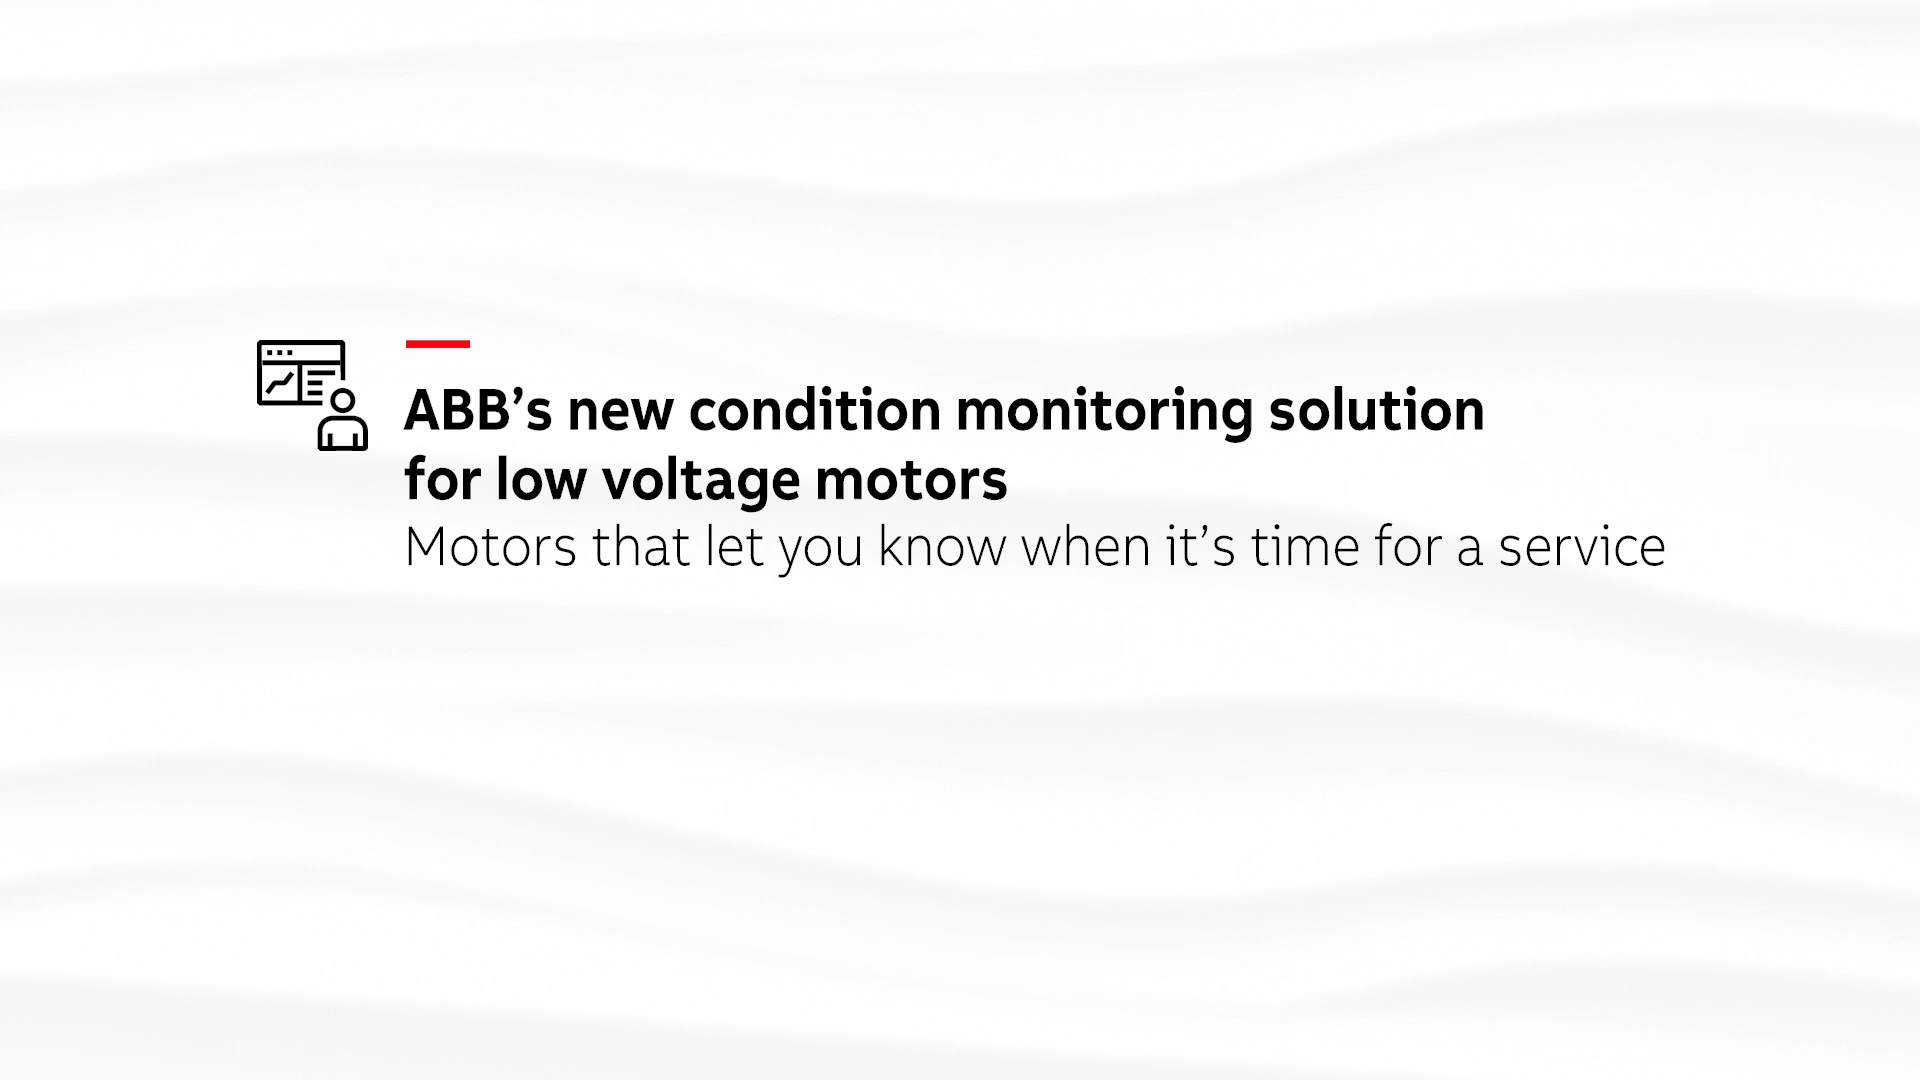 ABB’s new condition monitoring solution
for low voltage motors
Motors that let you know when it’s time for a service